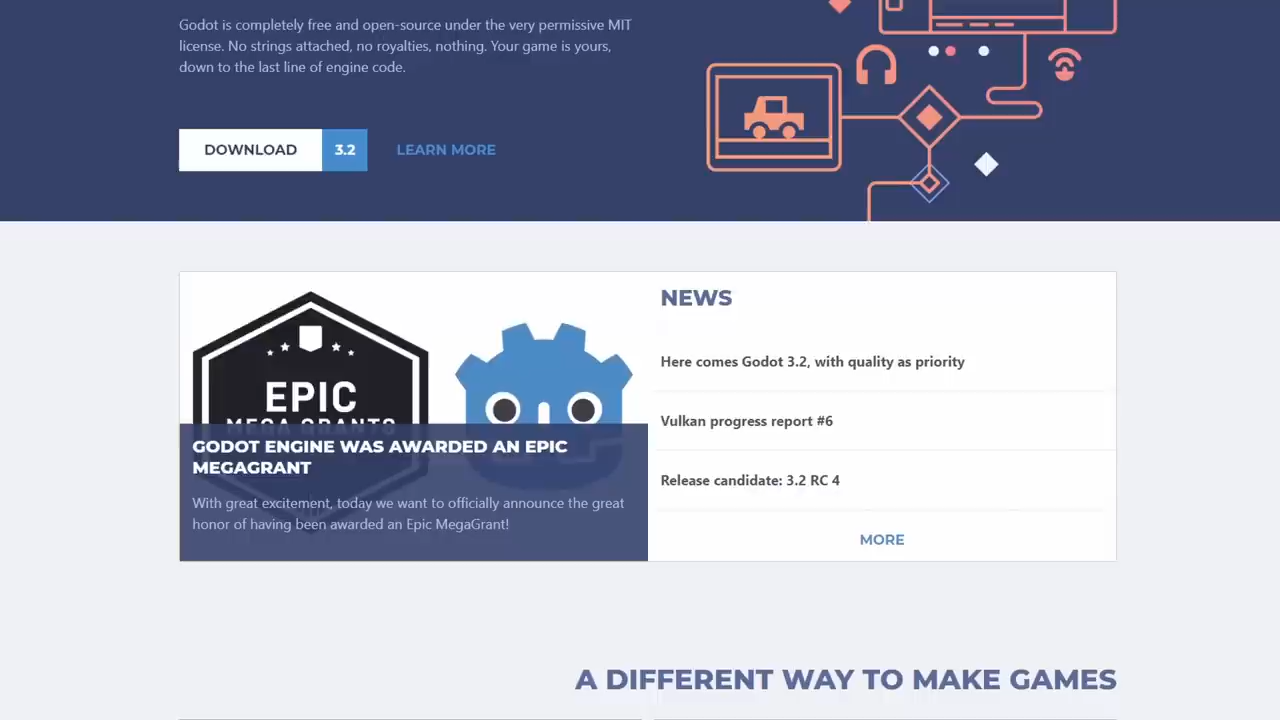 Godot is completely free and open-source under the very permissive MIT
license. No strings attached, no royalties, nothing. Your game is yours,
down to the last line of engine code.
DOWNLOAD 3.2 LEARN MORE
EPIC
MEGA GRANTS
GODOT ENGINE WAS AWARDED AN EPIC
MEGAGRANT
With great excitement, today we want to officially announce the great
honor of having been awarded an Epic MegaGrant!
NEWS
Here comes Godot 3.2, with quality as priority
Vulkan progress report #6
Release candidate: 3.2 RC 4
MORE
A DIFFERENT WAY TO MAKE GAMES